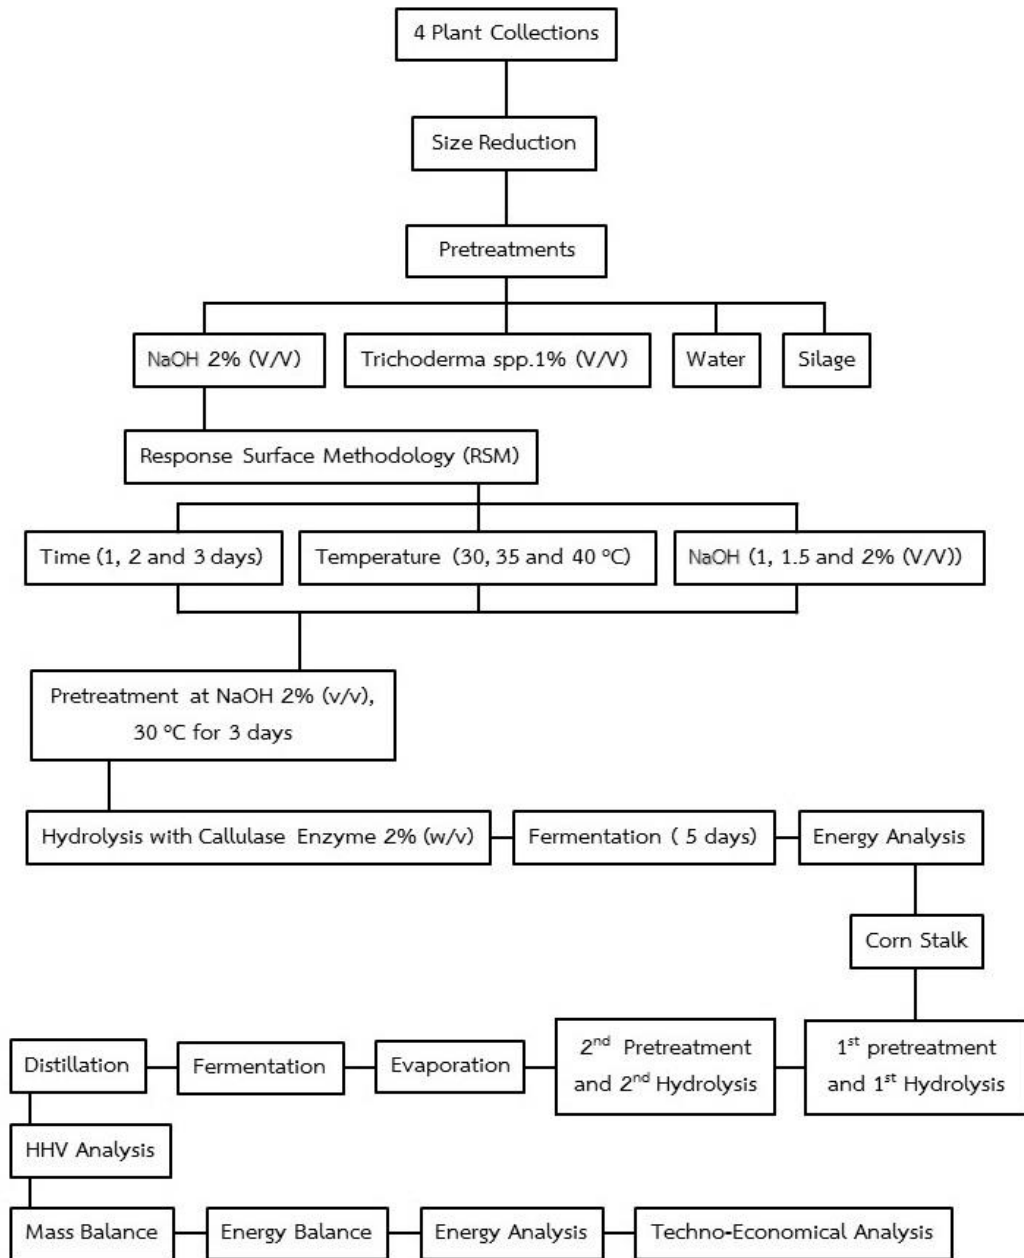 4 Plant Collections
Size Reduction
Pretreatments
NaOH 2% (V/V)
Trichoderma spp.1% (V/V)
Water
Silage
Response Surface Methodology (RSM)
Time (1, 2 and 3 days)
Temperature (30, 35 and 40 °C)
NaOH (1, 1.5 and 2% (V/V))
Pretreatment at NaOH 2% (v/v),
30 °C for 3 days
Hydrolysis with Callulase Enzyme 2% (w/v)
Fermentation ( 5 days)
Energy Analysis
Corn Stalk
1st pretreatment
and 1st Hydrolysis
2nd Pretreatment
and 2nd Hydrolysis
Evaporation
Fermentation
Distillation
HHV Analysis
Mass Balance
Energy Balance
Energy Analysis
Techno-Economical Analysis